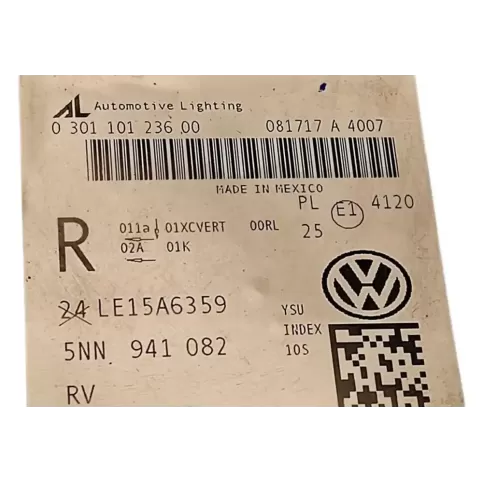 AL Automotive Lighting
0 301 101 236 00 081717 A 4007
MADE IN MEXICO
PL E1 4120
25
R 011a 01XCVERT 00RL
02A 01K
24 LE15A6359
YSU
INDEX
10S
5NN 941 082
RV